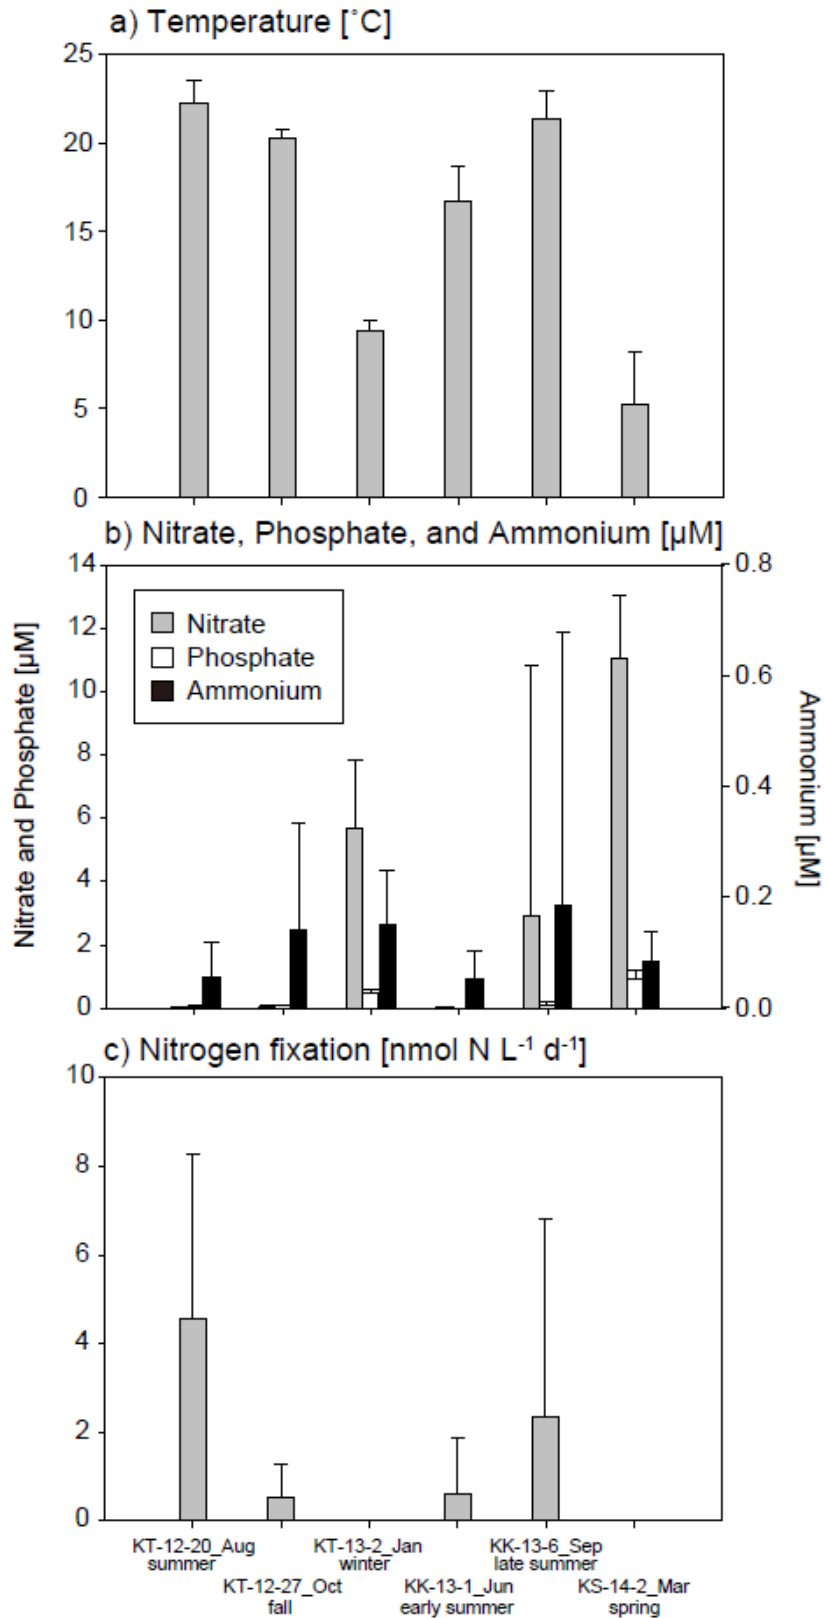 a) Temperature [˚C]
25
20
15
10
5
0
b) Nitrate, Phosphate, and Ammonium [µM]
14
12
10
8
6
4
2
0
Nitrate and Phosphate [µM]
Nitrate
Phosphate
Ammonium
0.8
0.6
0.4
0.2
0.0
Ammonium [µM]
c) Nitrogen fixation [nmol N L⁻¹ d⁻¹]
10
8
6
4
2
0
KT-12-20_Aug
summer
KT-12-27_Oct
fall
KT-13-2_Jan
winter
KK-13-1_Jun
early summer
KK-13-6_Sep
late summer
KS-14-2_Mar
spring